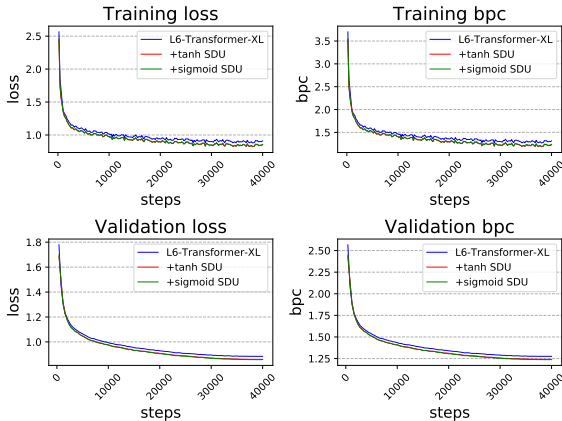 Training loss
2.5
2.0
1.5
1.0
loss
L6-Transformer-XL
+tanh SDU
+sigmoid SDU
0
10000
20000
30000
40000
steps
Training bpc
3.5
3.0
2.5
2.0
1.5
bpc
L6-Transformer-XL
+tanh SDU
+sigmoid SDU
0
10000
20000
30000
40000
steps
Validation loss
1.8
1.6
1.4
1.2
1.0
loss
L6-Transformer-XL
+tanh SDU
+sigmoid SDU
0
10000
20000
30000
40000
steps
Validation bpc
2.50
2.25
2.00
1.75
1.50
1.25
bpc
L6-Transformer-XL
+tanh SDU
+sigmoid SDU
0
10000
20000
30000
40000
steps